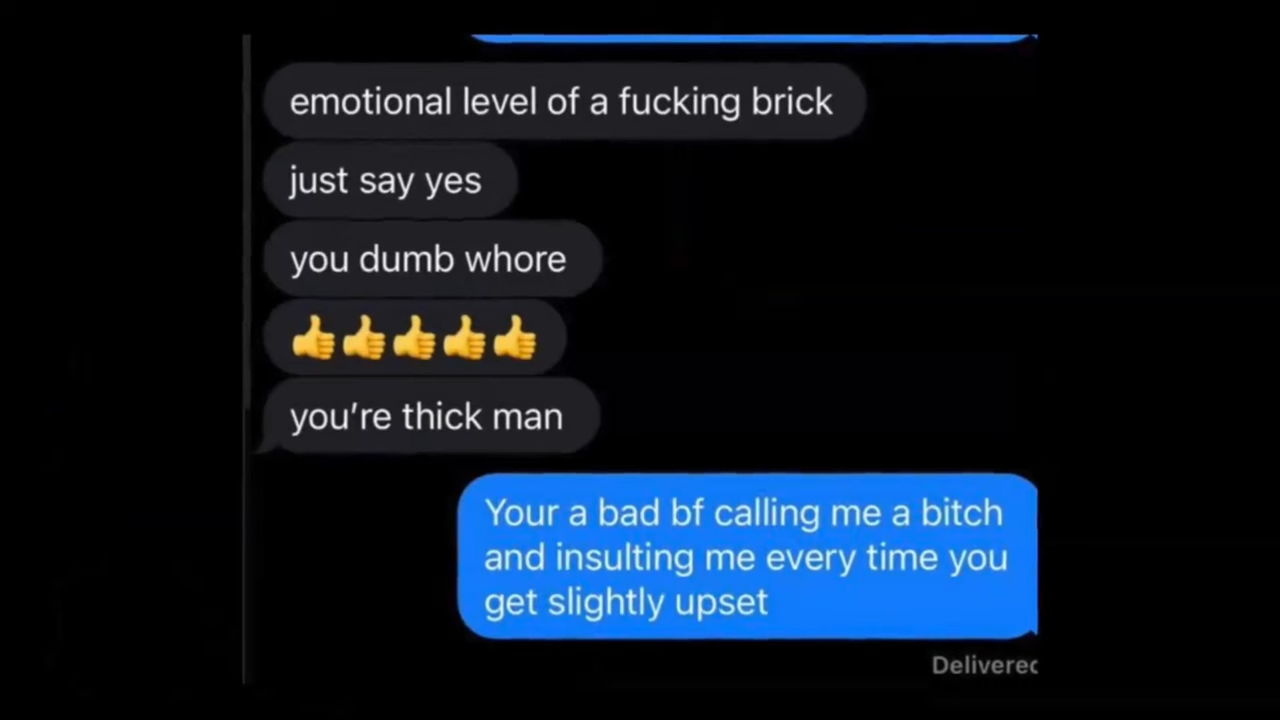 emotional level of a fucking brick
just say yes
you dumb whore
👍👍👍👍👍
you're thick man
Your a bad bf calling me a bitch
and insulting me every time you
get slightly upset
Delivered